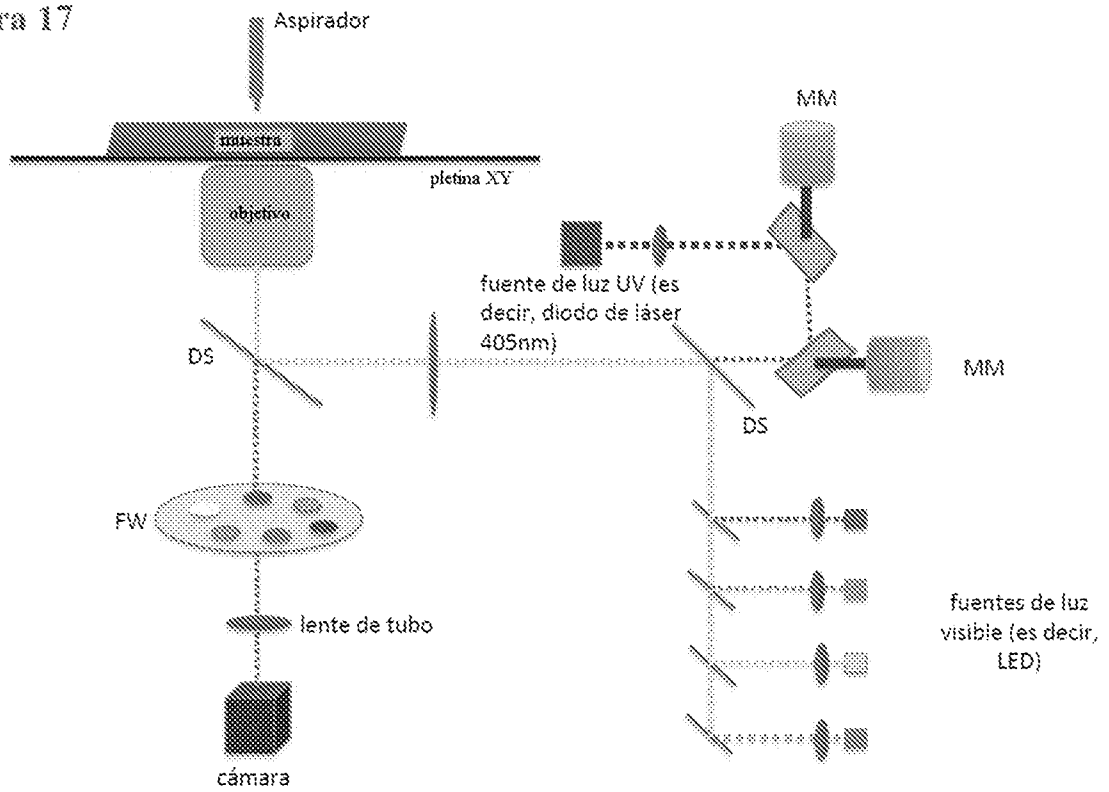 ra 17
Aspirador
muestra
pletina XY
objetivo
MM
fuente de luz UV (es
decir, diodo de láser
405nm)
DS
MM
DS
FW
lente de tubo
fuentes de luz
visible (es decir,
LED)
cámara